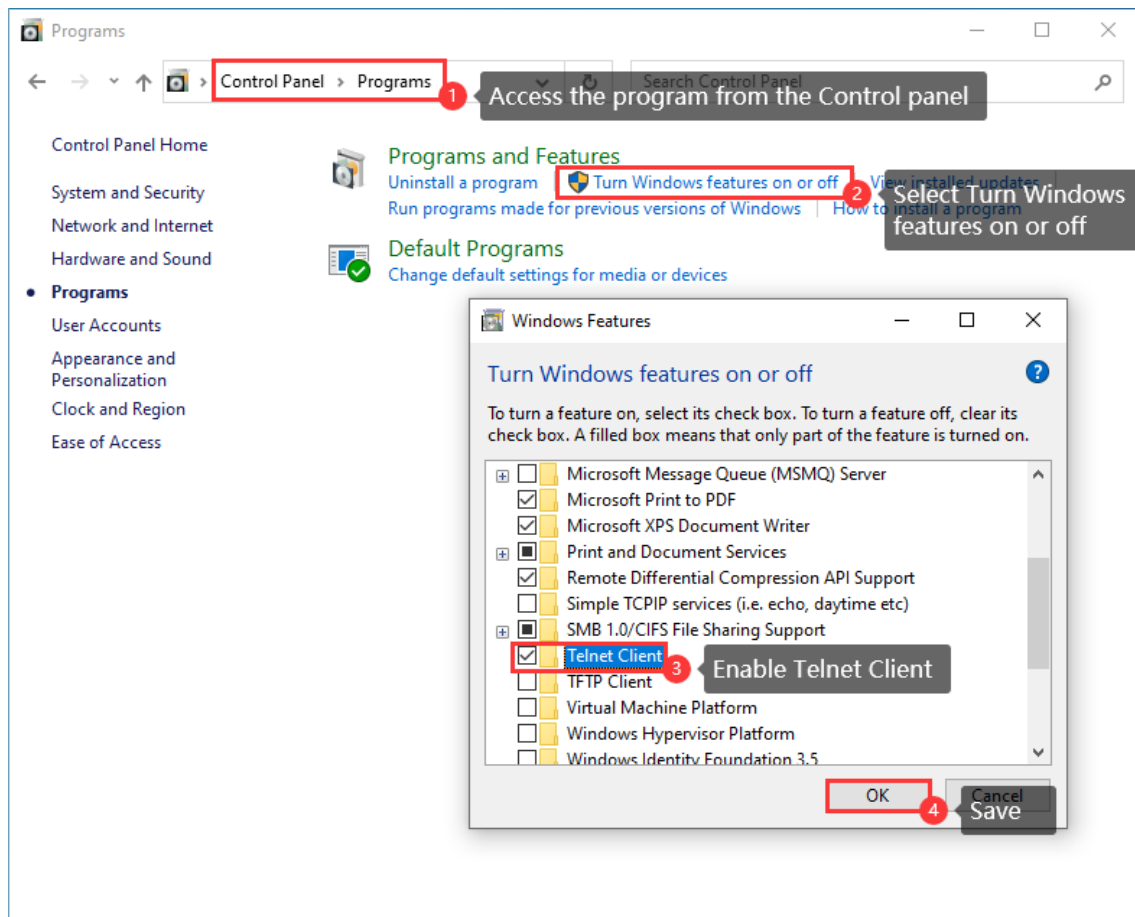 Programs
Control Panel > Programs
Search Control Panel
1 Access the program from the Control panel
Control Panel Home
System and Security
Network and Internet
Hardware and Sound
Programs
User Accounts
Appearance and
Personalization
Clock and Region
Ease of Access
Programs and Features
Uninstall a program Turn Windows features on or off View installed updates
Run programs made for previous versions of Windows How to install a program
2 Select Turn Windows
features on or off
Default Programs
Change default settings for media or devices
Windows Features
Turn Windows features on or off
To turn a feature on, select its check box. To turn a feature off, clear its
check box. A filled box means that only part of the feature is turned on.
Microsoft Message Queue (MSMQ) Server
Microsoft Print to PDF
Microsoft XPS Document Writer
Print and Document Services
Remote Differential Compression API Support
Simple TCPIP services (i.e. echo, daytime etc)
SMB 1.0/CIFS File Sharing Support
Telnet Client
3 Enable Telnet Client
TFTP Client
Virtual Machine Platform
Windows Hypervisor Platform
Windows Identity Foundation 3.5
OK Cancel
4 Save